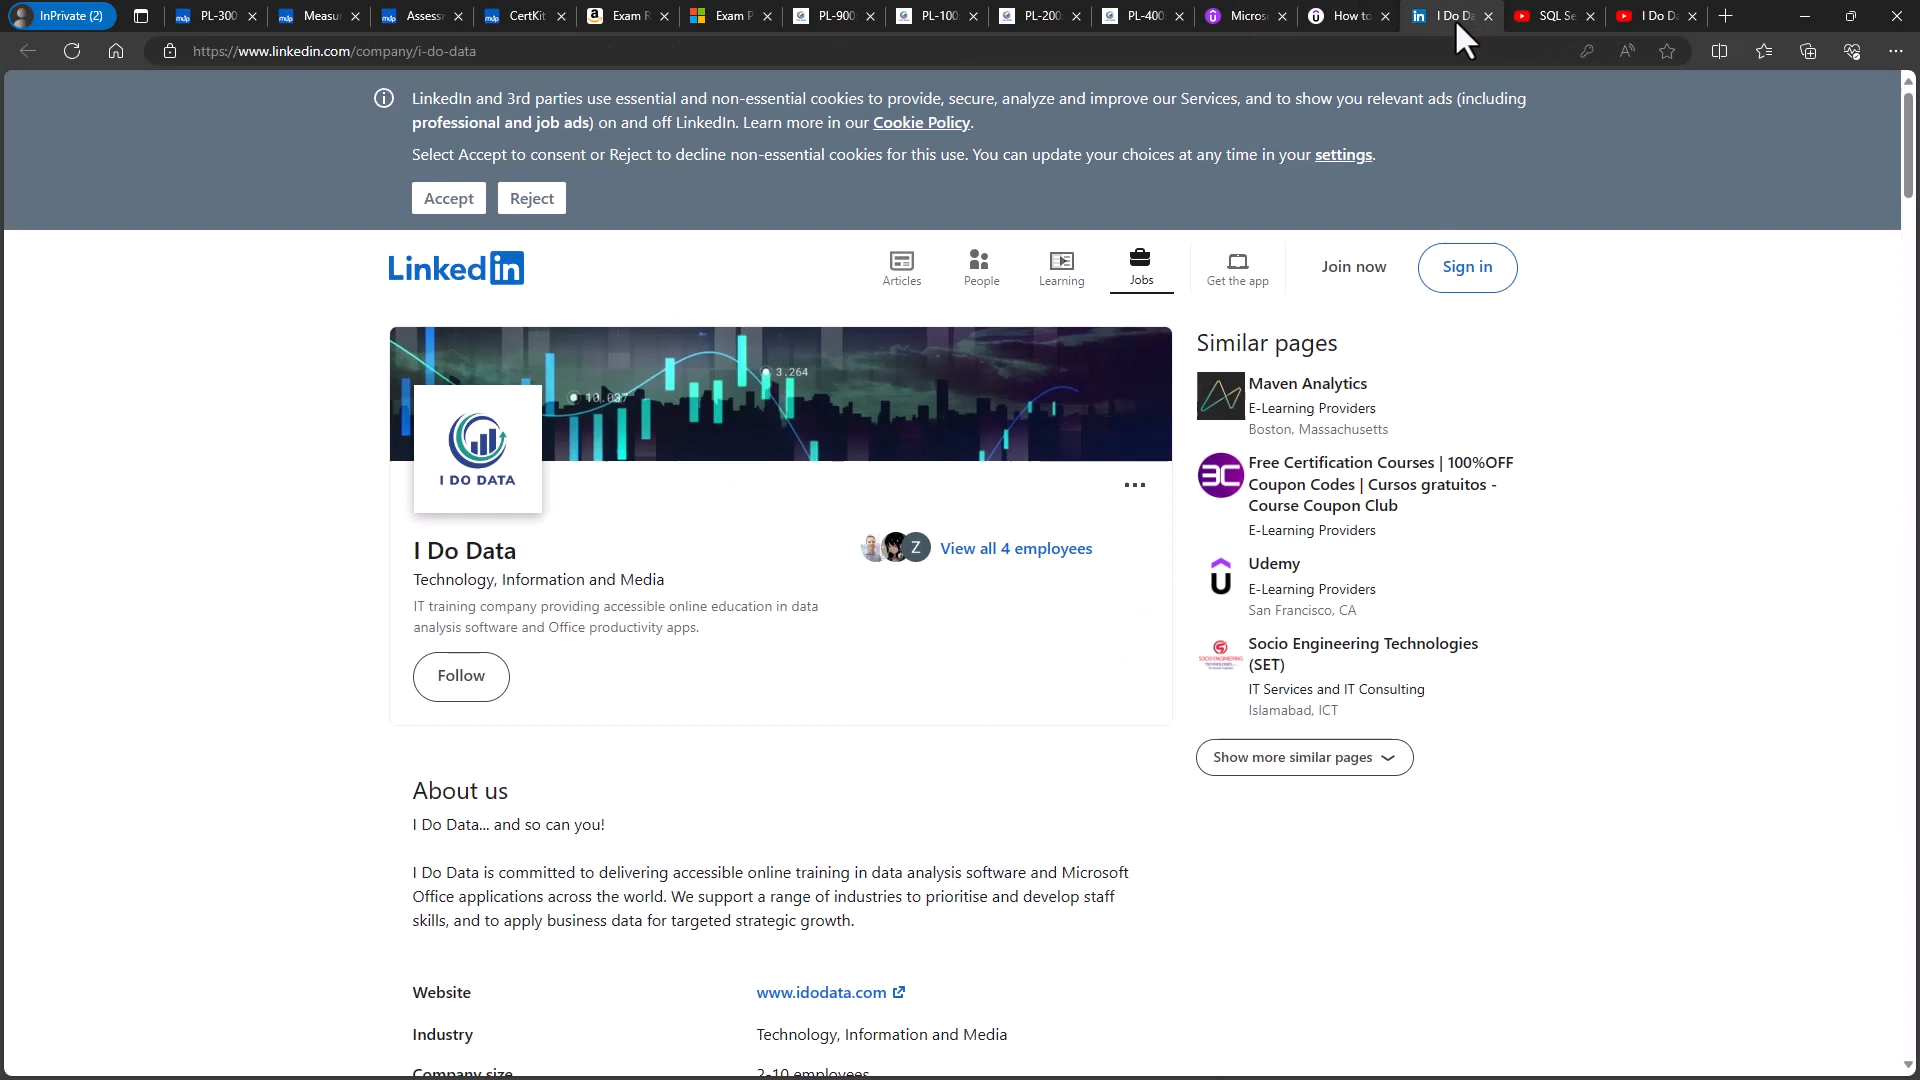 InPrivate (2)
PL-300
Measu
Assess
CertKit
Exam R
Exam P
PL-900
PL-100
PL-200
PL-400
Micros
How to
I Do Da
SQL Se
I Do Da
https://www.linkedin.com/company/i-do-data
LinkedIn and 3rd parties use essential and non-essential cookies to provide, secure, analyze and improve our Services, and to show you relevant ads (including
professional and job ads) on and off LinkedIn. Learn more in our Cookie Policy.
Select Accept to consent or Reject to decline non-essential cookies for this use. You can update your choices at any time in your settings.
Accept
Reject
Linked in
Articles
People
Learning
Jobs
Get the app
Join now
Sign in
3.264
10.037
I DO DATA
I Do Data
Technology, Information and Media
IT training company providing accessible online education in data
analysis software and Office productivity apps.
Z
View all 4 employees
Follow
Similar pages
Maven Analytics
E-Learning Providers
Boston, Massachusetts
Free Certification Courses | 100%OFF
Coupon Codes | Cursos gratuitos -
Course Coupon Club
E-Learning Providers
Udemy
E-Learning Providers
San Francisco, CA
Socio Engineering Technologies
(SET)
IT Services and IT Consulting
Islamabad, ICT
Show more similar pages
About us
I Do Data... and so can you!
I Do Data is committed to delivering accessible online training in data analysis software and Microsoft
Office applications across the world. We support a range of industries to prioritise and develop staff
skills, and to apply business data for targeted strategic growth.
Website
www.idodata.com
Industry
Technology, Information and Media
Company size
2-10 employees